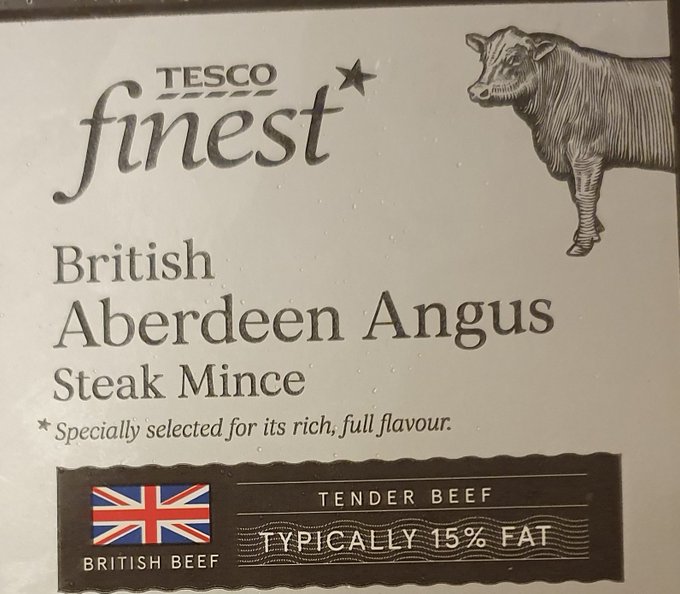 TESCO
finest*
British
Aberdeen Angus
Steak Mince
*Specially selected for its rich, full flavour.
TENDER BEEF
TYPICALLY 15% FAT
BRITISH BEEF